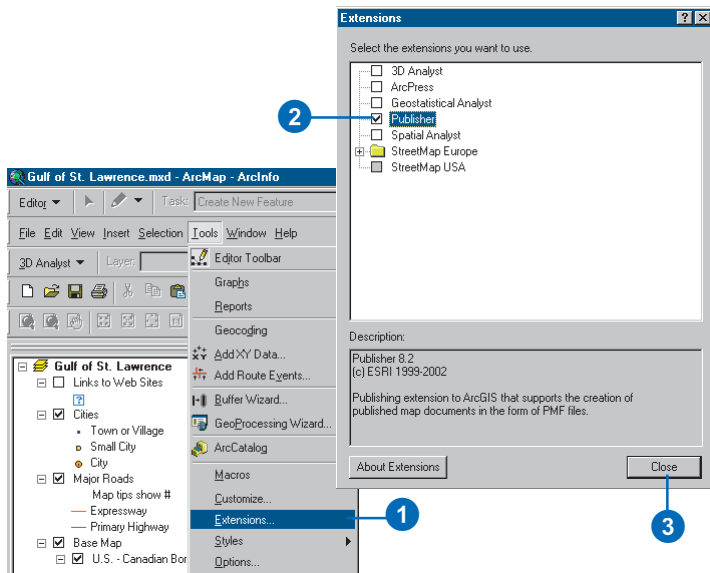 Extensions
Select the extensions you want to use.
3D Analyst
ArcPress
Geostatistical Analyst
Publisher
Spatial Analyst
StreetMap Europe
StreetMap USA
2
Description:
Publisher 8.2
(c) ESRI 1999-2002
Publishing extension to ArcGIS that supports the creation of
published map documents in the form of PMF files.
About Extensions
Close
3
Gulf of St. Lawrence.mxd - ArcMap - ArcInfo
Editor
Task: Create New Feature
File Edit View Insert Selection Tools Window Help
3D Analyst
Layer:
Editor Toolbar
Graphs
Reports
Geocoding
Add XY Data...
Add Route Events...
Buffer Wizard...
GeoProcessing Wizard...
ArcCatalog
Macros
Customize...
Extensions...
Styles
Options...
1
Gulf of St. Lawrence
Links to Web Sites
?
Cities
Town or Village
Small City
City
Major Roads
Map tips show #
Expressway
Primary Highway
Base Map
U.S. - Canadian Bor